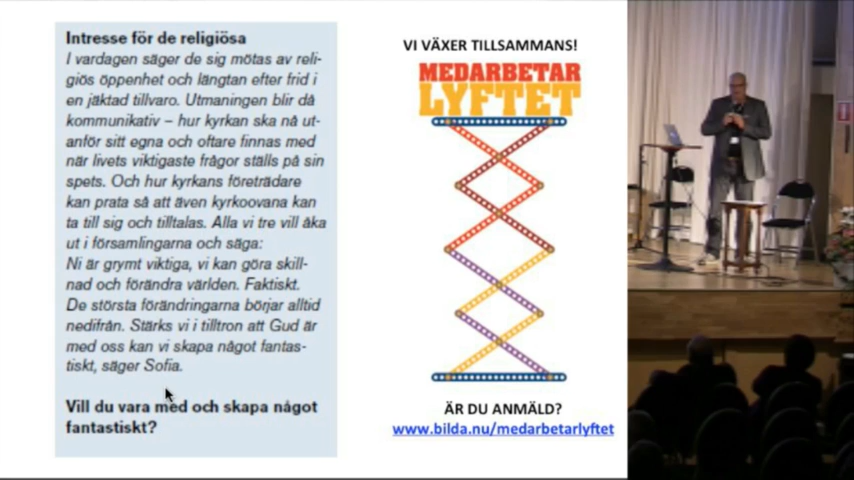 Intresse för de religiösa
I vardagen säger de sig mötas av reli-
giös öppenhet och längtan efter frid i
en jäktad tillvaro. Utmaningen blir då
kommunikativ – hur kyrkan ska nå ut-
anför sitt egna och oftare finnas med
när livets viktigaste frågor ställs på sin
spets. Och hur kyrkans företrädare
kan prata så att även kyrkoovana kan
ta till sig och tilltalas. Alla vi tre vill åka
ut i församlingarna och säga:
Ni är grymt viktiga, vi kan göra skill-
nad och förändra världen. Faktiskt.
De största förändringarna börjar alltid
nedifrån. Stärks vi i tilltron att Gud är
med oss kan vi skapa något fantas-
tiskt, säger Sofia.
Vill du vara med och skapa något
fantastiskt?
VI VÄXER TILLSAMMANS!
MEDARBETAR
LYFTET
ÄR DU ANMÄLD?
www.bilda.nu/medarbetarlyftet